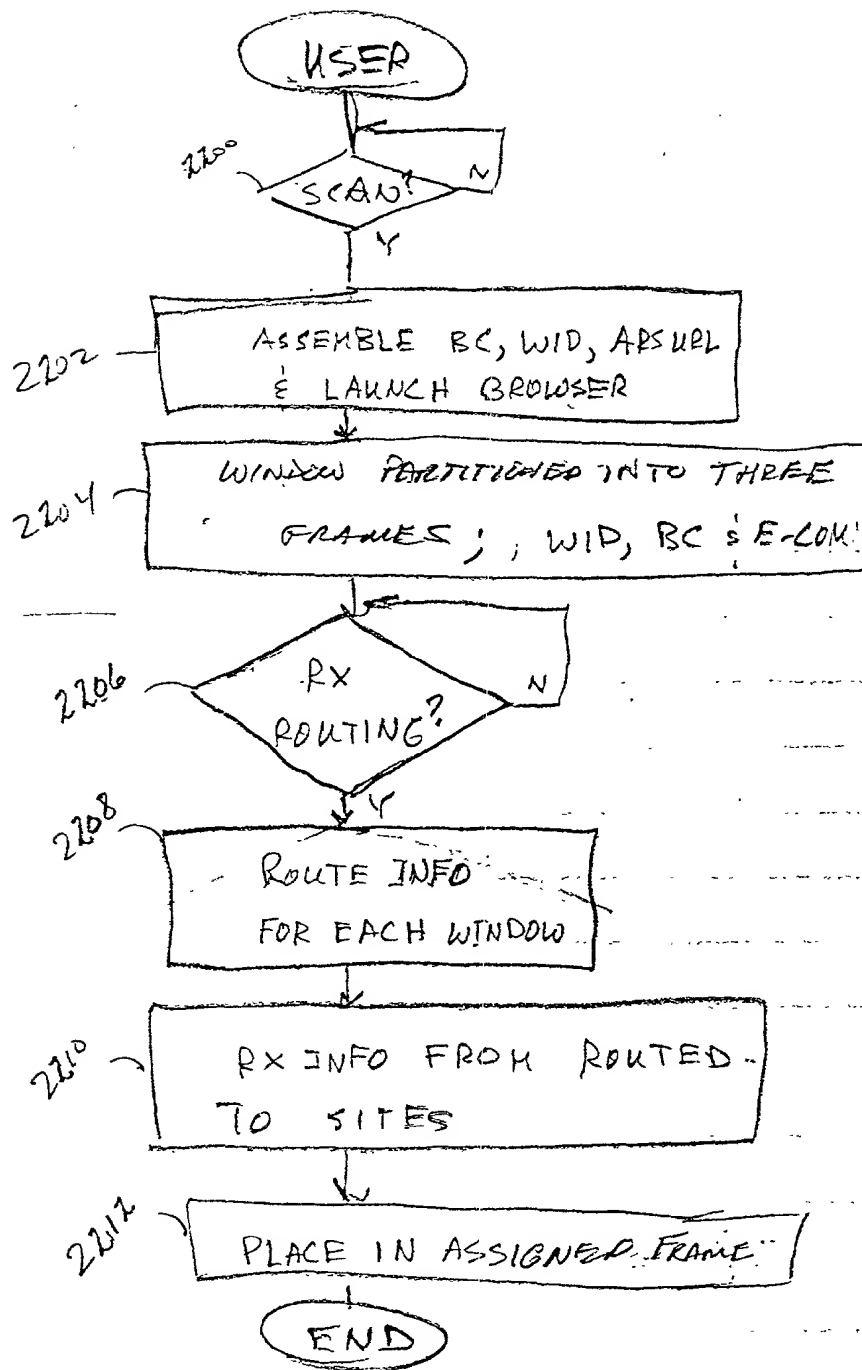 USER
2200
SCAN?
N
Y
2202
ASSEMBLE BC, WID, ARS URL
& LAUNCH BROWSER
2204
WINDOW PARTITIONED INTO THREE
FRAMES; , WID, BC & E-COM
2206
RX
ROUTING?
N
Y
2208
ROUTE INFO
FOR EACH WINDOW
2210
RX INFO FROM ROUTED-
TO SITES
2212
PLACE IN ASSIGNED FRAME
END